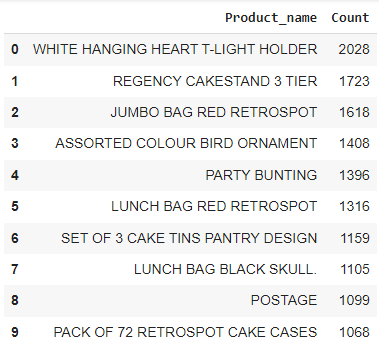 Product_name Count
0 WHITE HANGING HEART T-LIGHT HOLDER 2028
1 REGENCY CAKESTAND 3 TIER 1723
2 JUMBO BAG RED RETROSPOT 1618
3 ASSORTED COLOUR BIRD ORNAMENT 1408
4 PARTY BUNTING 1396
5 LUNCH BAG RED RETROSPOT 1316
6 SET OF 3 CAKE TINS PANTRY DESIGN 1159
7 LUNCH BAG BLACK SKULL. 1105
8 POSTAGE 1099
9 PACK OF 72 RETROSPOT CAKE CASES 1068